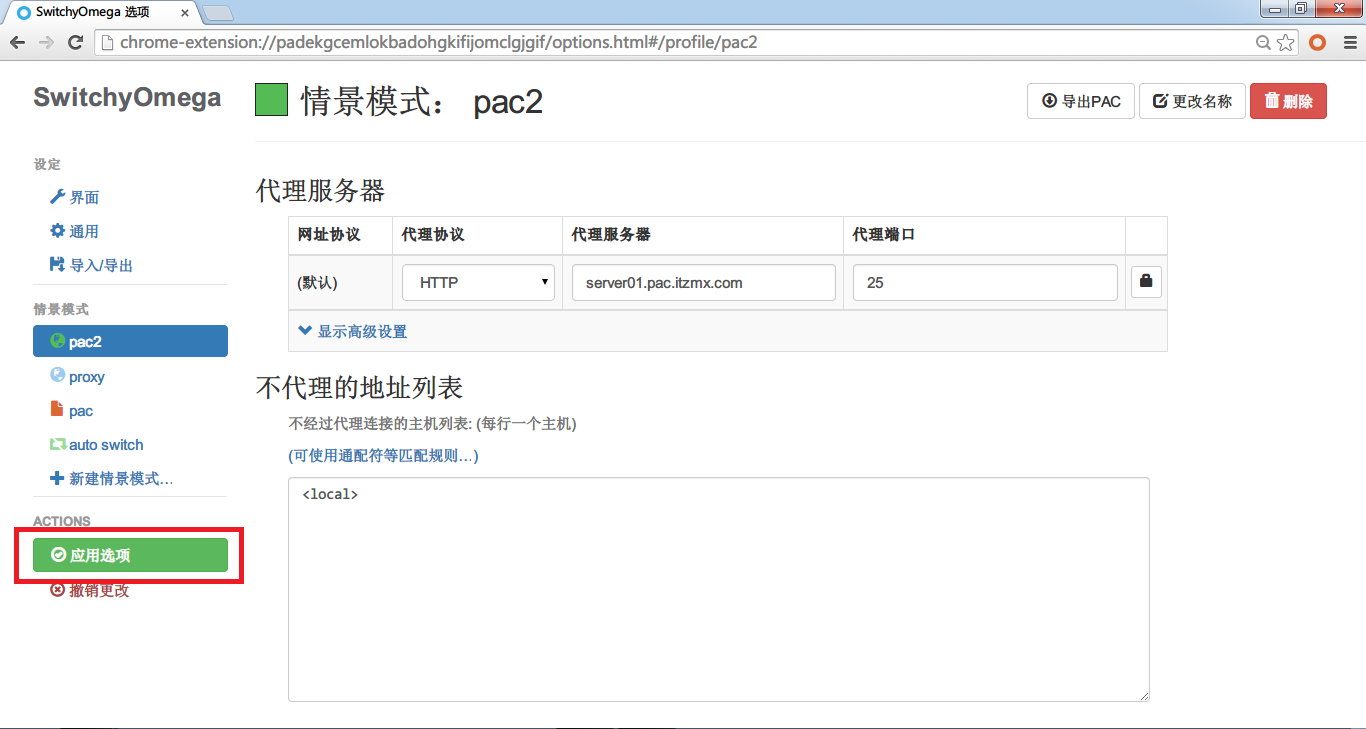 SwitchyOmega 选项
chrome-extension://padekgcemlokbadohgkifijomclgjgif/options.html#/profile/pac2
SwitchyOmega
情景模式： pac2
导出PAC 更改名称 删除
设定
界面
通用
导入/导出
情景模式
pac2
proxy
pac
auto switch
新建情景模式…
ACTIONS
应用选项
撤销更改
代理服务器
网址协议 代理协议 代理服务器 代理端口
(默认) HTTP server01.pac.itzmx.com 25
显示高级设置
不代理的地址列表
不经过代理连接的主机列表: (每行一个主机)
(可使用通配符等匹配规则…)
<local>